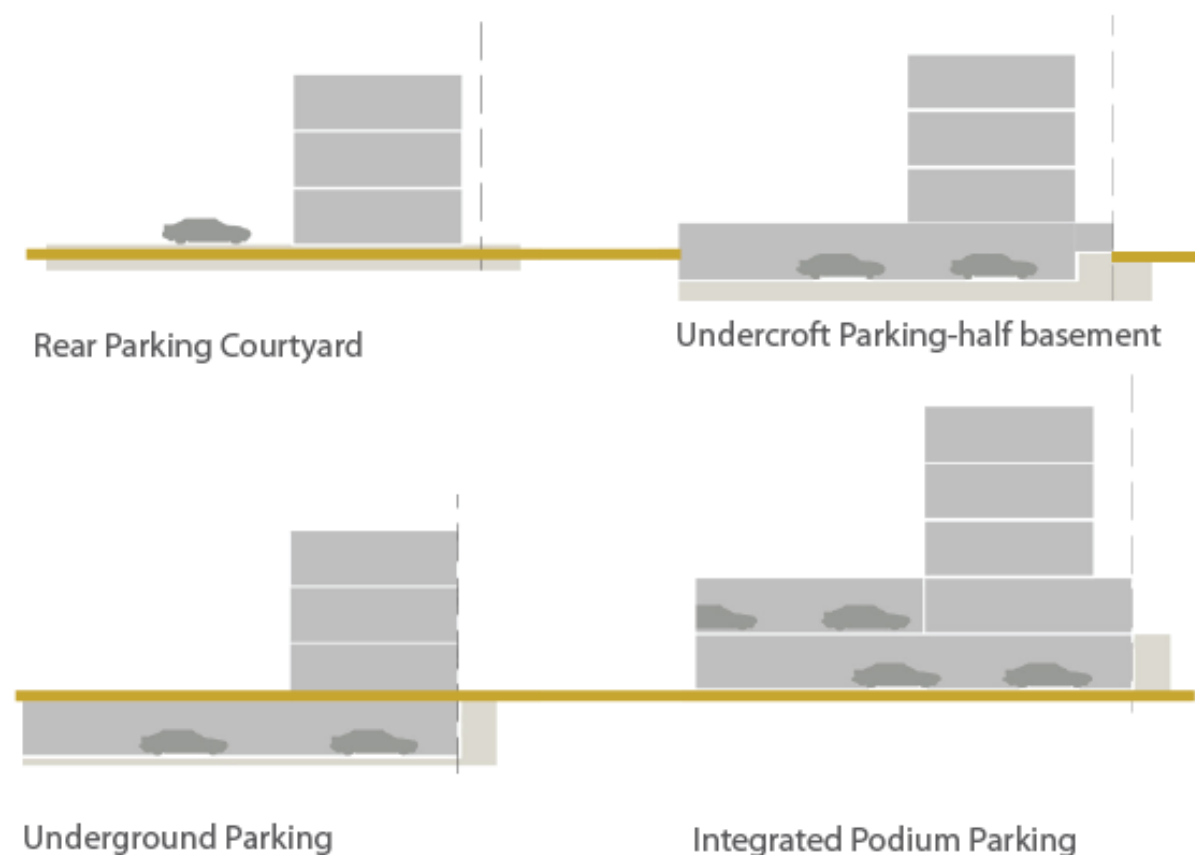 Rear Parking Courtyard
Undercroft Parking-half basement
Underground Parking
Integrated Podium Parking